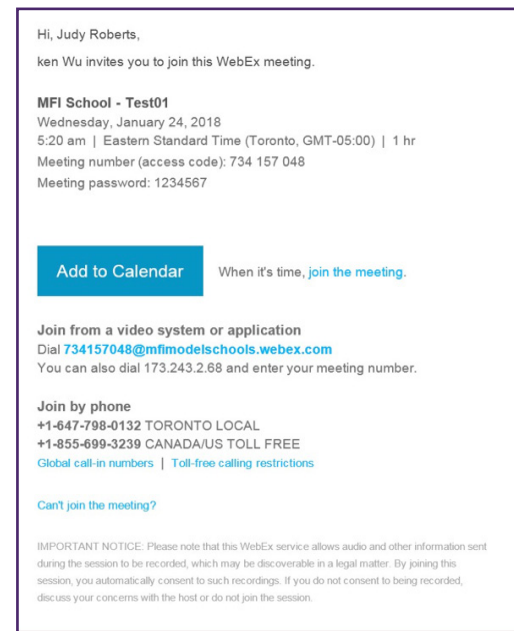 Hi, Judy Roberts,
ken Wu invites you to join this WebEx meeting.
MFI School - Test01
Wednesday, January 24, 2018
5:20 am | Eastern Standard Time (Toronto, GMT-05:00) | 1 hr
Meeting number (access code): 734 157 048
Meeting password: 1234567
Add to Calendar When it's time, join the meeting.
Join from a video system or application
Dial 734157048@mfimodelschools.webex.com
You can also dial 173.243.2.68 and enter your meeting number.
Join by phone
+1-647-798-0132 TORONTO LOCAL
+1-855-699-3239 CANADA/US TOLL FREE
Global call-in numbers | Toll-free calling restrictions
Can't join the meeting?
IMPORTANT NOTICE: Please note that this WebEx service allows audio and other information sent
during the session to be recorded, which may be discoverable in a legal matter. By joining this
session, you automatically consent to such recordings. If you do not consent to being recorded,
discuss your concerns with the host or do not join the session.